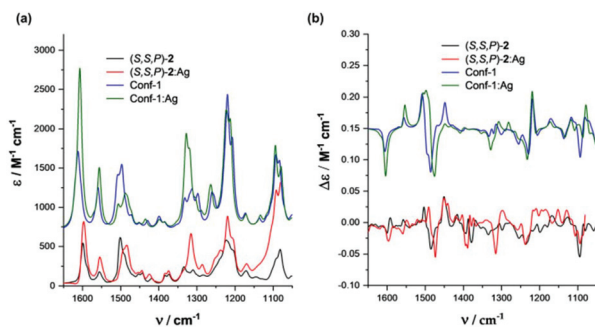 (a)
(S,S,P)-2
(S,S,P)-2:Ag
Conf-1
Conf-1:Ag
3000
2500
2000
1500
1000
500
0
ε / M⁻¹ cm⁻¹
1600 1500 1400 1300 1200 1100
ν / cm⁻¹
(b)
(S,S,P)-2
(S,S,P)-2:Ag
Conf-1
Conf-1:Ag
0.30
0.25
0.20
0.15
0.10
0.05
0.00
-0.05
-0.10
Δε / M⁻¹ cm⁻¹
1600 1500 1400 1300 1200 1100
ν / cm⁻¹